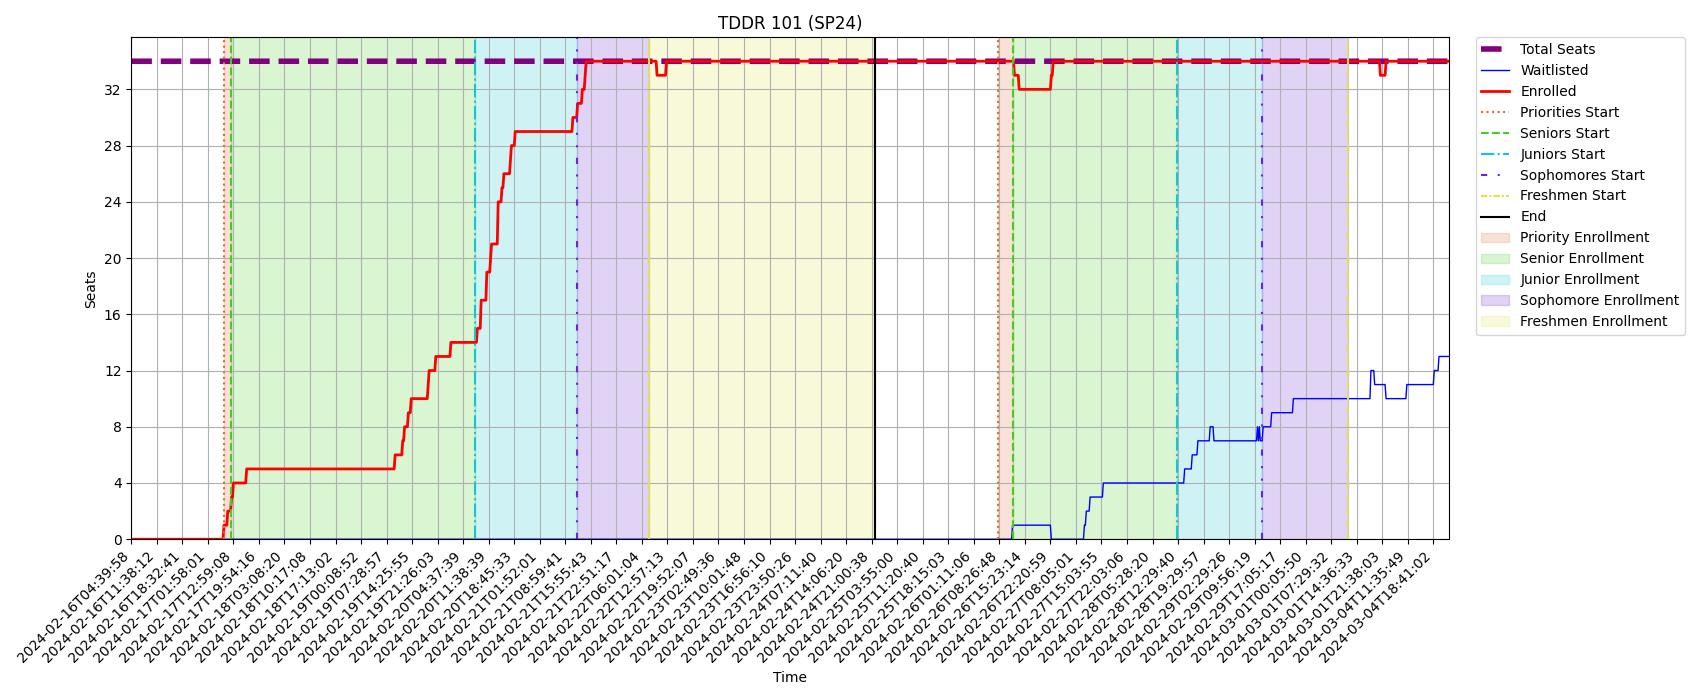 TDDR 101 (SP24)
Total Seats
Waitlisted
Enrolled
Priorities Start
Seniors Start
Juniors Start
Sophomores Start
Freshmen Start
End
Priority Enrollment
Senior Enrollment
Junior Enrollment
Sophomore Enrollment
Freshmen Enrollment
Seats
32
28
24
20
16
12
8
4
0
2024-02-16T04:39:58
2024-02-16T11:38:12
2024-02-16T18:32:41
2024-02-17T01:58:01
2024-02-17T12:59:08
2024-02-17T19:54:16
2024-02-18T03:08:20
2024-02-18T10:17:08
2024-02-18T17:13:02
2024-02-19T00:08:52
2024-02-19T07:28:57
2024-02-19T14:25:55
2024-02-19T21:26:03
2024-02-20T04:37:39
2024-02-20T11:38:39
2024-02-20T18:45:33
2024-02-21T01:52:01
2024-02-21T08:59:41
2024-02-21T15:55:43
2024-02-21T22:51:17
2024-02-22T06:01:04
2024-02-22T12:57:13
2024-02-22T19:52:07
2024-02-23T02:49:36
2024-02-23T10:01:48
2024-02-23T16:56:10
2024-02-23T23:50:26
2024-02-24T07:11:40
2024-02-24T14:06:20
2024-02-24T21:00:38
2024-02-25T03:55:00
2024-02-25T11:20:40
2024-02-25T18:15:03
2024-02-26T01:11:06
2024-02-26T08:26:48
2024-02-26T15:23:14
2024-02-26T22:20:59
2024-02-27T08:05:01
2024-02-27T15:03:55
2024-02-27T22:03:06
2024-02-28T05:28:20
2024-02-28T12:29:40
2024-02-28T19:29:57
2024-02-29T02:29:26
2024-02-29T09:56:19
2024-02-29T17:05:17
2024-03-01T00:05:50
2024-03-01T07:29:32
2024-03-01T14:36:33
2024-03-01T21:38:03
2024-03-04T11:35:49
2024-03-04T18:41:02
Time